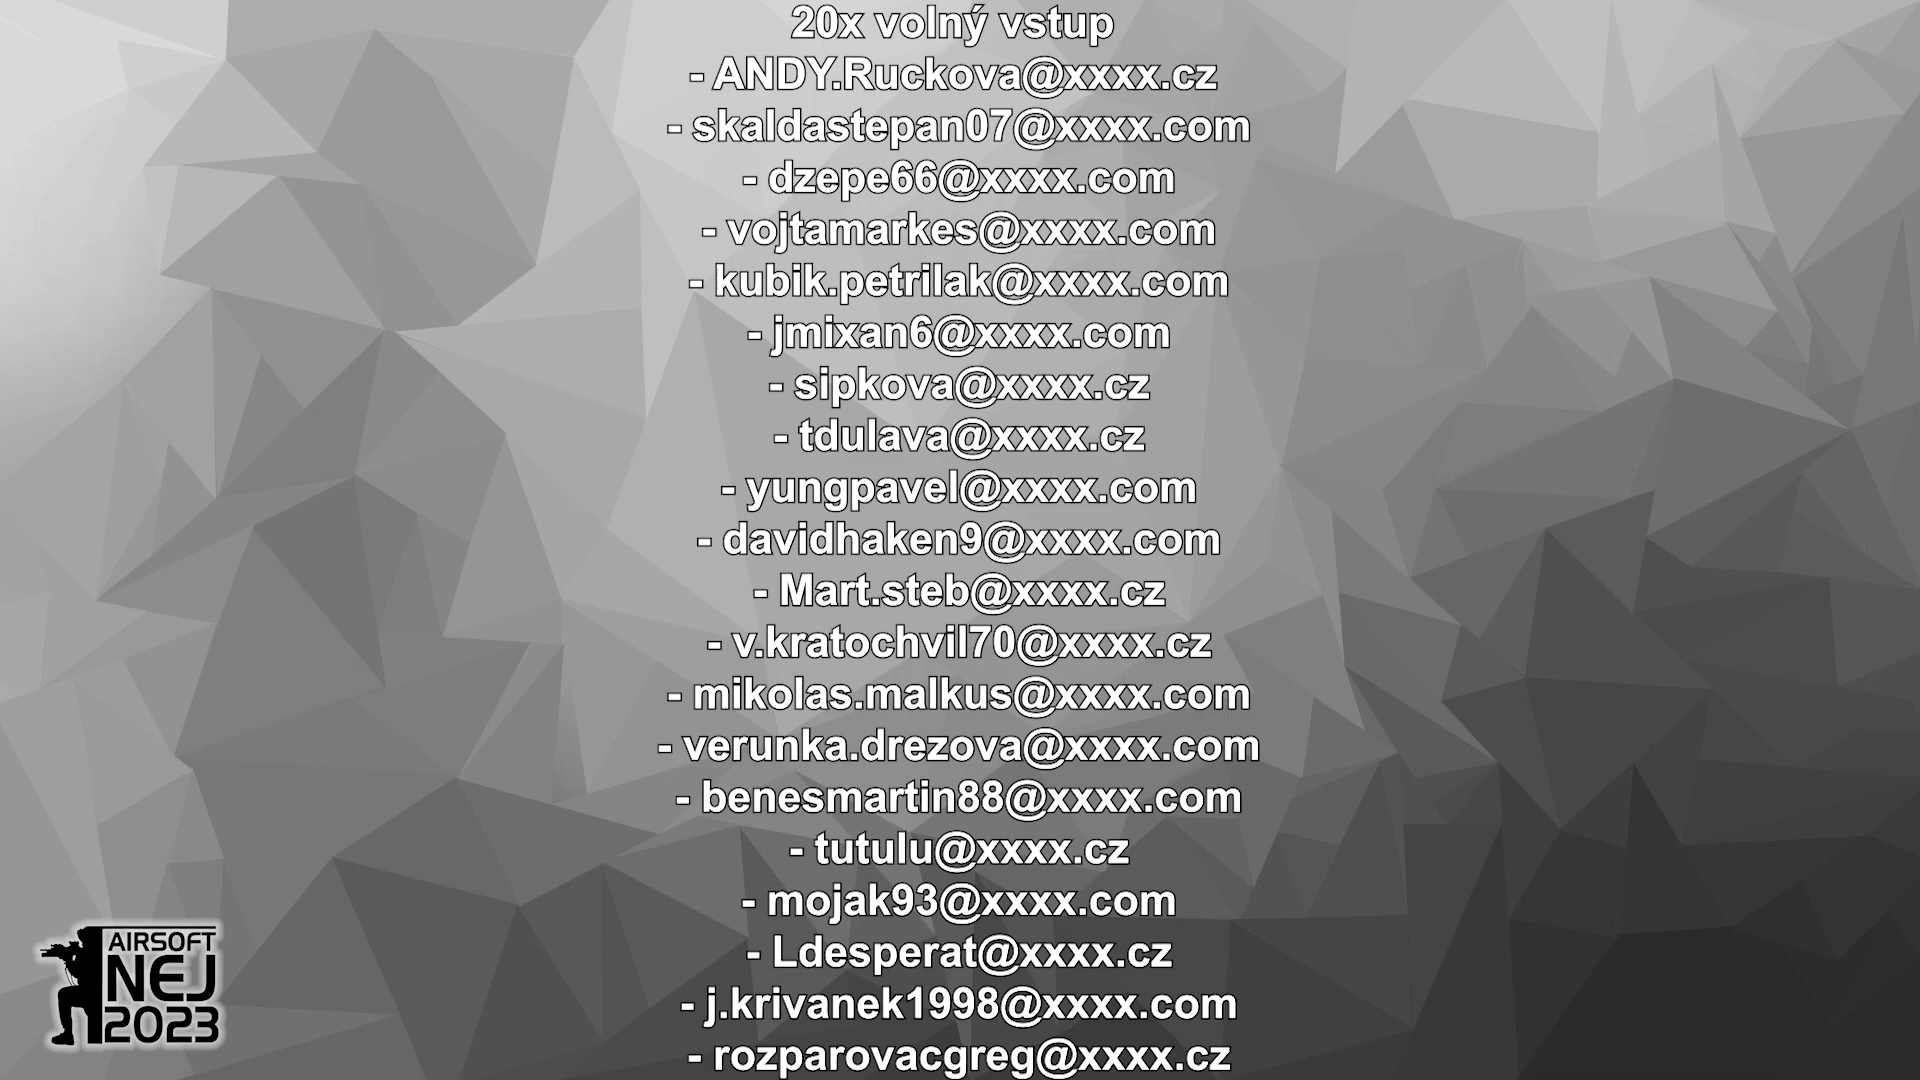 20x volný vstup
- ANDY.Ruckova@xxxx.cz
- skaldastepan07@xxxx.com
- dzepe66@xxxx.com
- vojtamarkes@xxxx.com
- kubik.petrilak@xxxx.com
- jmixan6@xxxx.com
- sipkova@xxxx.cz
- tdulava@xxxx.cz
- yungpavel@xxxx.com
- davidhaken9@xxxx.com
- Mart.steb@xxxx.cz
- v.kratochvil70@xxxx.cz
- mikolas.malkus@xxxx.com
- verunka.drezova@xxxx.com
- benesmartin88@xxxx.com
- tutulu@xxxx.cz
- mojak93@xxxx.com
- Ldesperat@xxxx.cz
- j.krivanek1998@xxxx.com
- rozparovacgreg@xxxx.cz
AIRSOFT
NEJ
2023